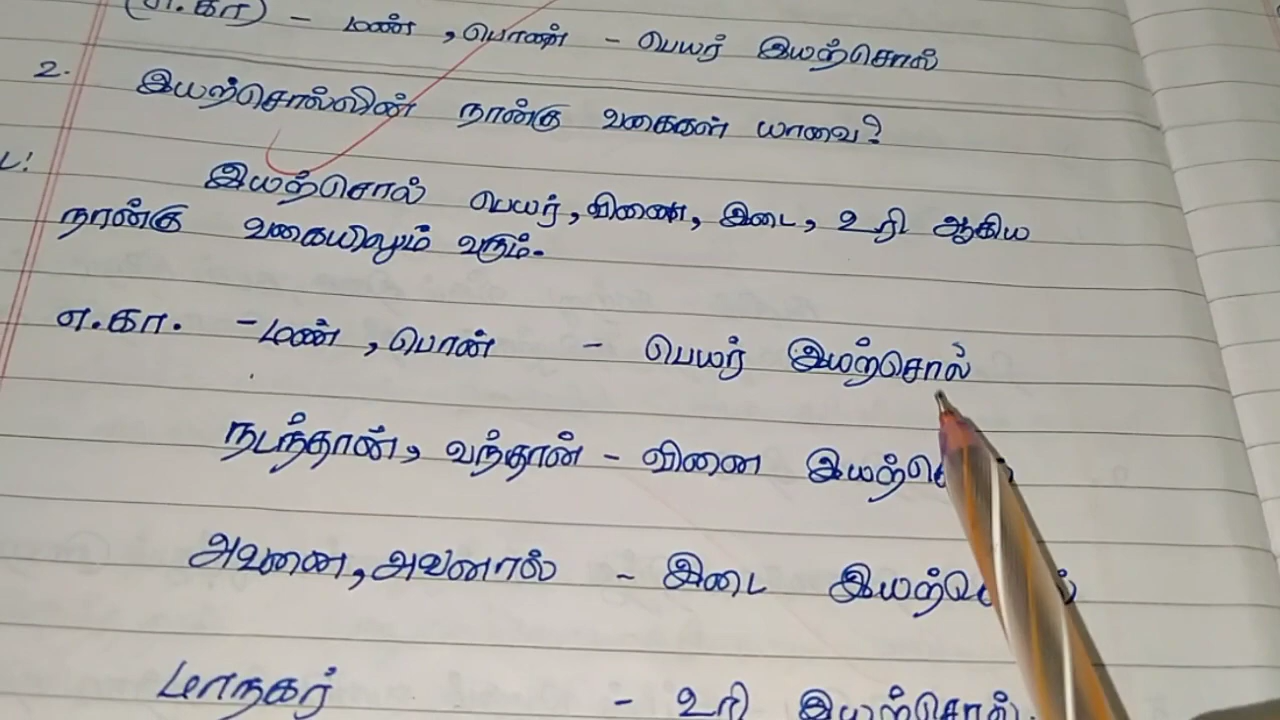 (எ.கா) - மண் , பொன் - பெயர் இயற்சொல்
2. இயற்சொல்லின் நான்கு வகைகள் யாவை?
இயற்சொல் பெயர், வினை, இடை, உரி ஆகிய
நான்கு வகையிலும் வரும்.
எ.கா. - மண் , பொன் - பெயர் இயற்சொல்
நடந்தான், வந்தான் - வினை
அவனை, அவனால் - இடை
மாநகர் - உரி இயற்சொல்.